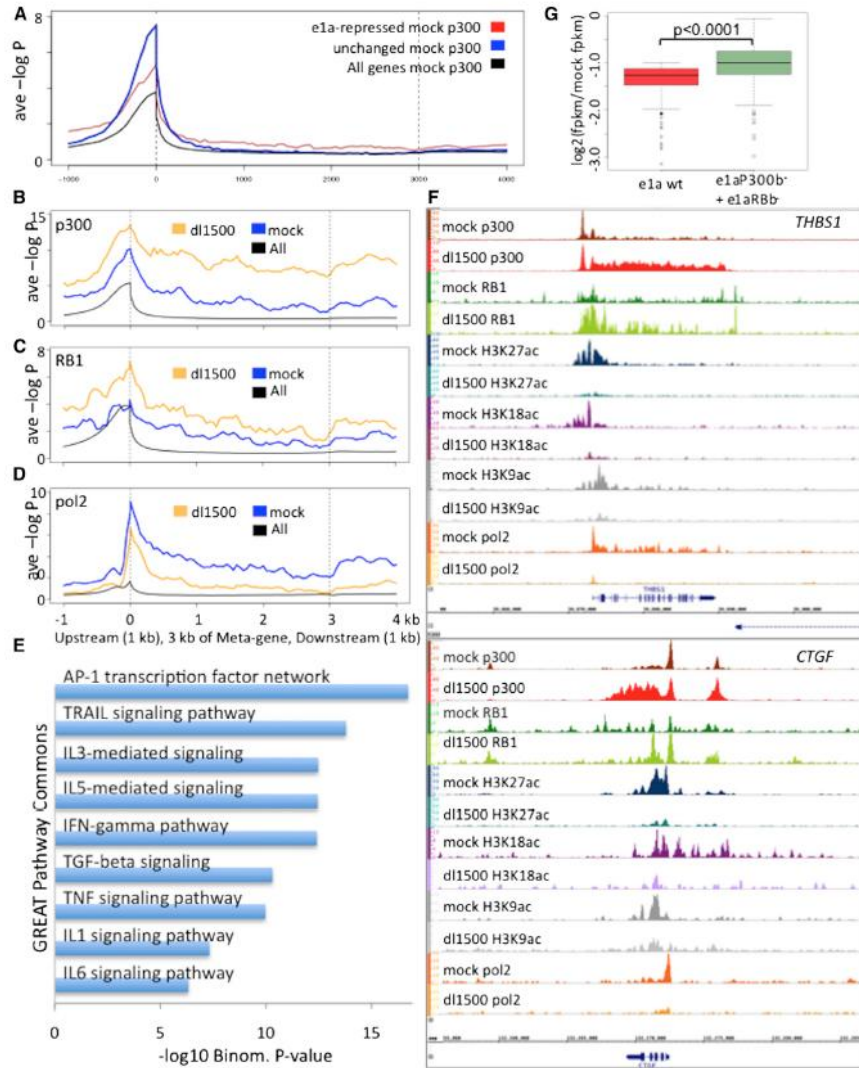 A
8
ave –log P
0
e1a-repressed mock p300
unchanged mock p300
All genes mock p300
-1000
0
1000
2000
3000
4000
B
p300
15
ave –log P
0
dl1500
mock
All
C
RB1
8
ave –log P
0
dl1500
mock
All
D
pol2
10
ave –log P
0
dl1500
mock
All
-1
0
1
2
3
4 kb
Upstream (1 kb), 3 kb of Meta-gene, Downstream (1 kb)
E
GREAT Pathway Commons
AP-1 transcription factor network
TRAIL signaling pathway
IL3-mediated signaling
IL5-mediated signaling
IFN-gamma pathway
TGF-beta signaling
TNF signaling pathway
IL1 signaling pathway
IL6 signaling pathway
0
5
10
15
-log10 Binom. P-value
G
log2(fpkm/mock fpkm)
0
-1.0
-2.0
-3.0
p<0.0001
e1a wt
e1aP300b-
+ e1aRBb-
F
THBS1
mock p300
dl1500 p300
mock RB1
dl1500 RB1
mock H3K27ac
dl1500 H3K27ac
mock H3K18ac
dl1500 H3K18ac
mock H3K9ac
dl1500 H3K9ac
mock pol2
dl1500 pol2
THBS1
CTGF
mock p300
dl1500 p300
mock RB1
dl1500 RB1
mock H3K27ac
dl1500 H3K27ac
mock H3K18ac
dl1500 H3K18ac
mock H3K9ac
dl1500 H3K9ac
mock pol2
dl1500 pol2
CTGF